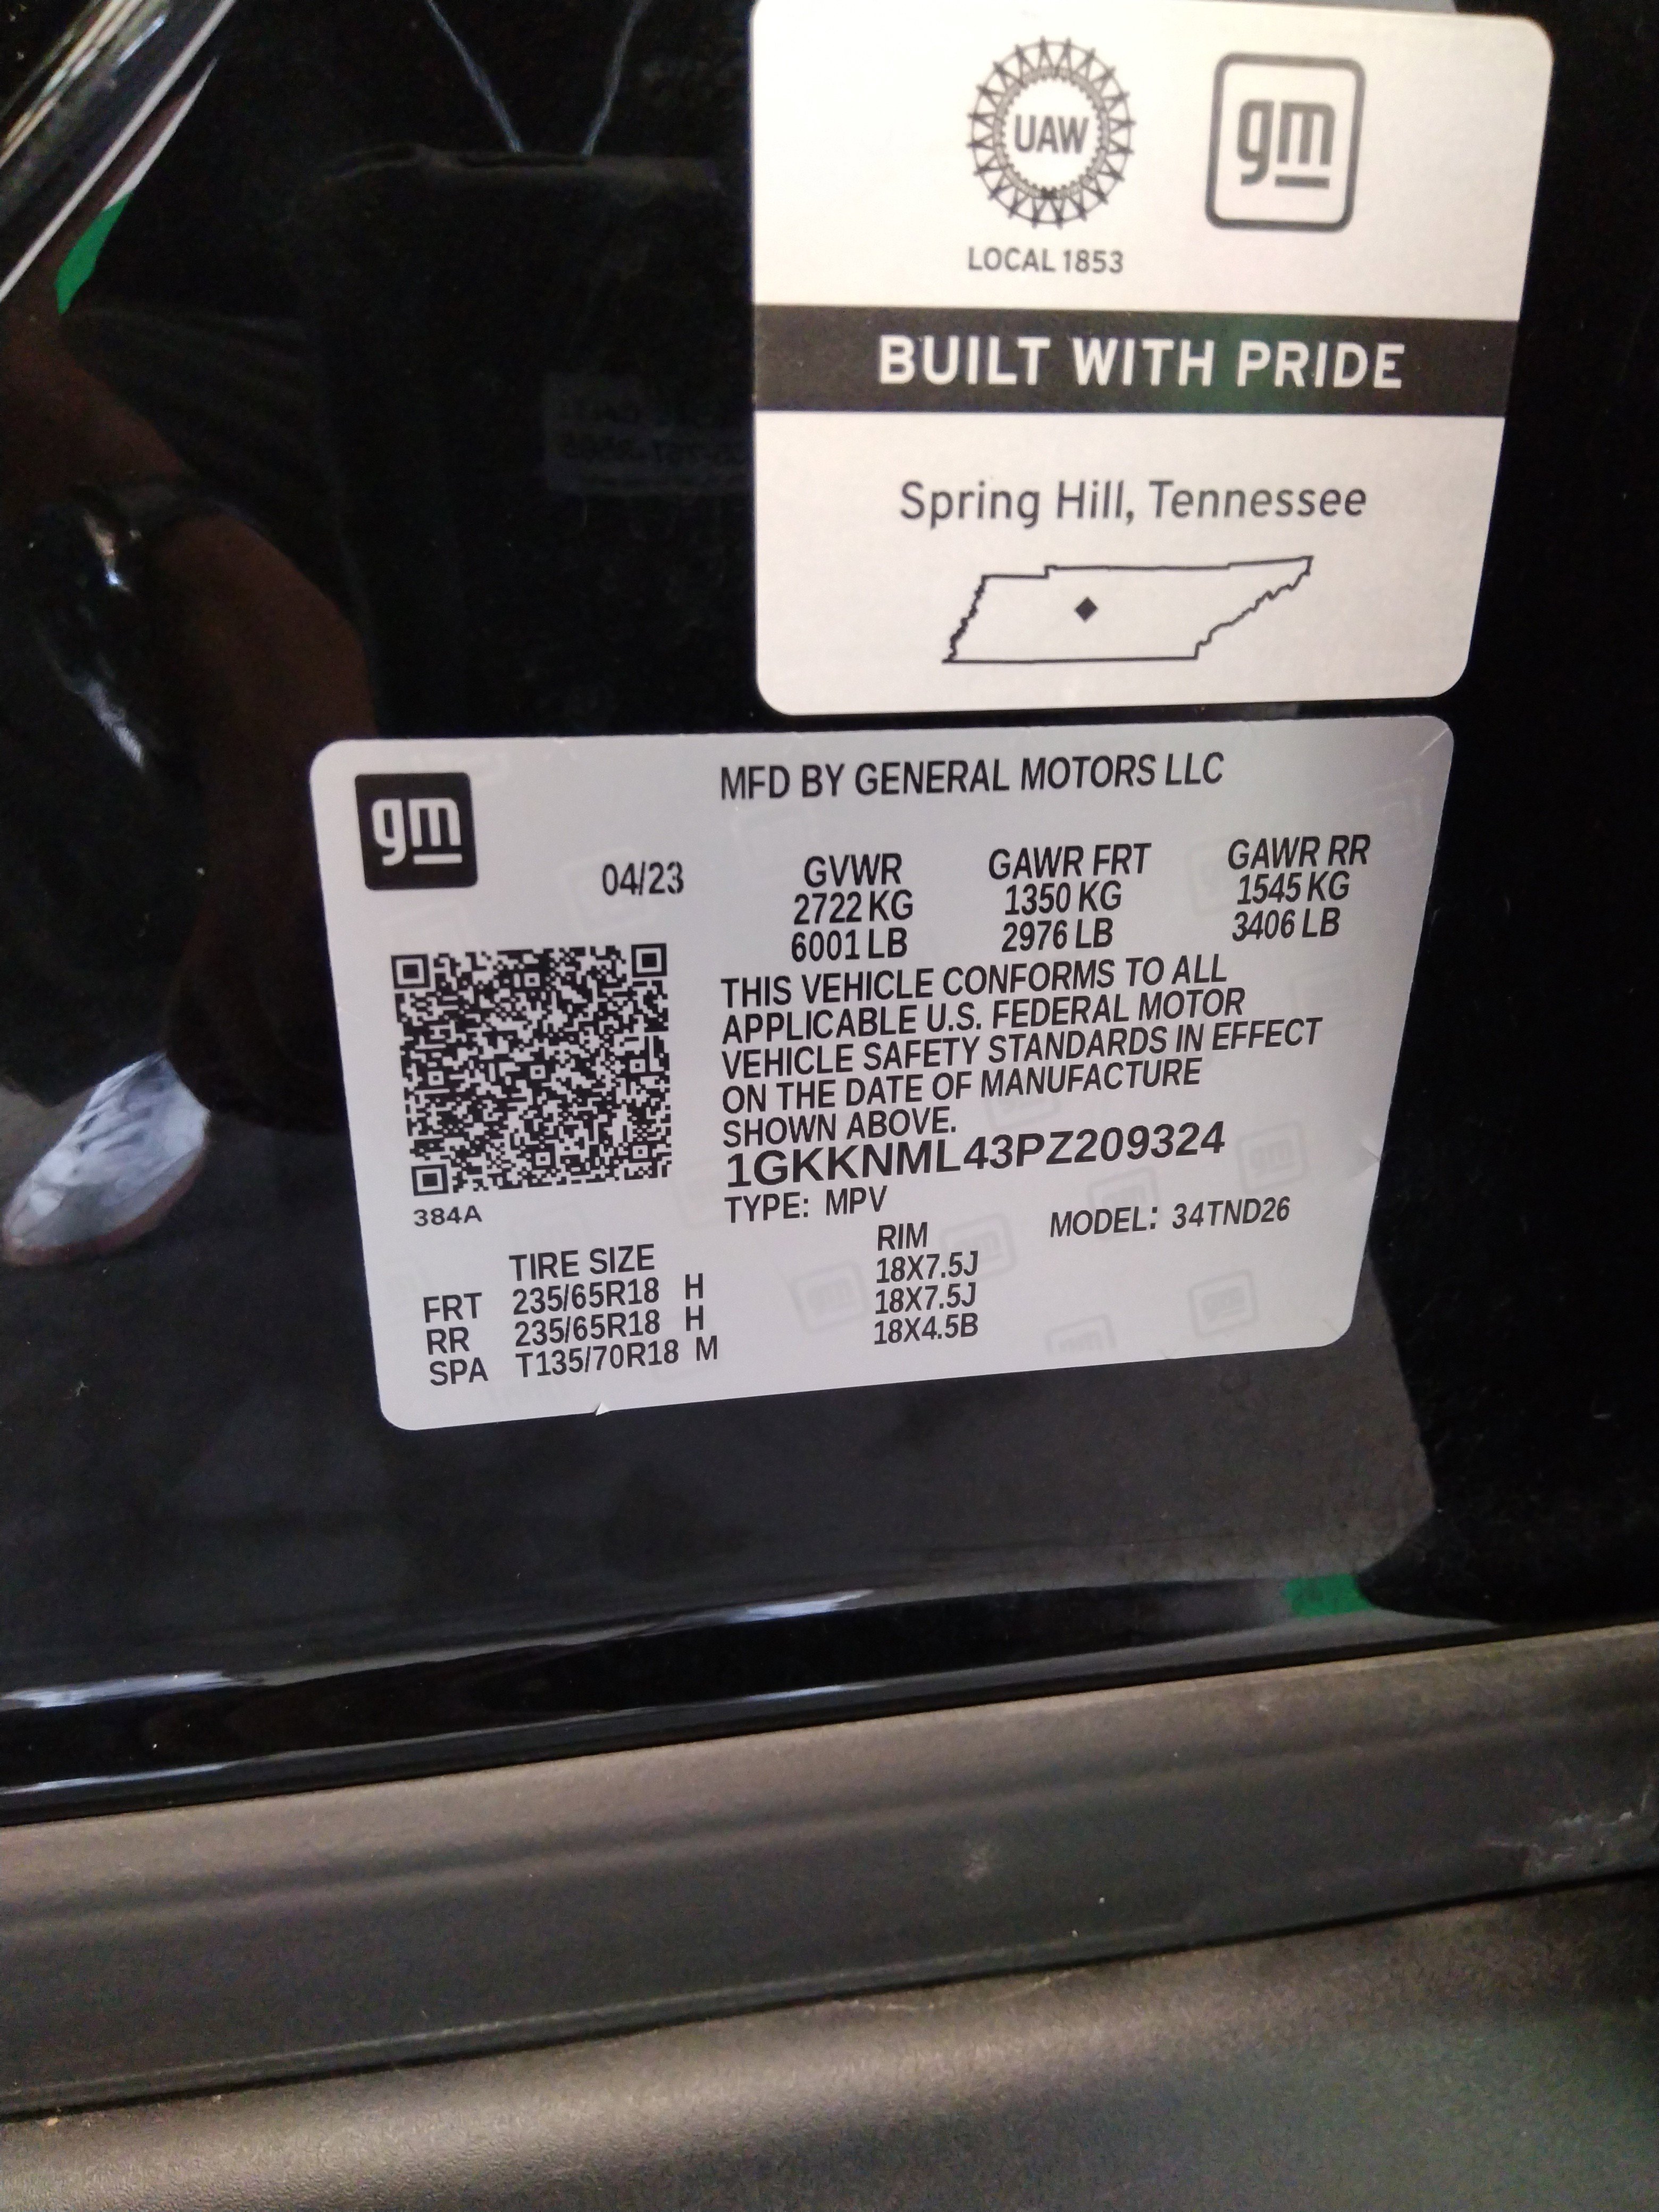 UAW
gm
LOCAL 1853
BUILT WITH PRIDE
Spring Hill, Tennessee
gm
MFD BY GENERAL MOTORS LLC
04/23
GVWR GAWR FRT GAWR RR
2722 KG 1350 KG 1545 KG
6001 LB 2976 LB 3406 LB
THIS VEHICLE CONFORMS TO ALL
APPLICABLE U.S. FEDERAL MOTOR
VEHICLE SAFETY STANDARDS IN EFFECT
ON THE DATE OF MANUFACTURE
SHOWN ABOVE.
1GKKNML43PZ209324
384A
TYPE: MPV MODEL: 34TND26
TIRE SIZE RIM
FRT 235/65R18 H 18X7.5J
RR 235/65R18 H 18X7.5J
SPA T135/70R18 M 18X4.5B